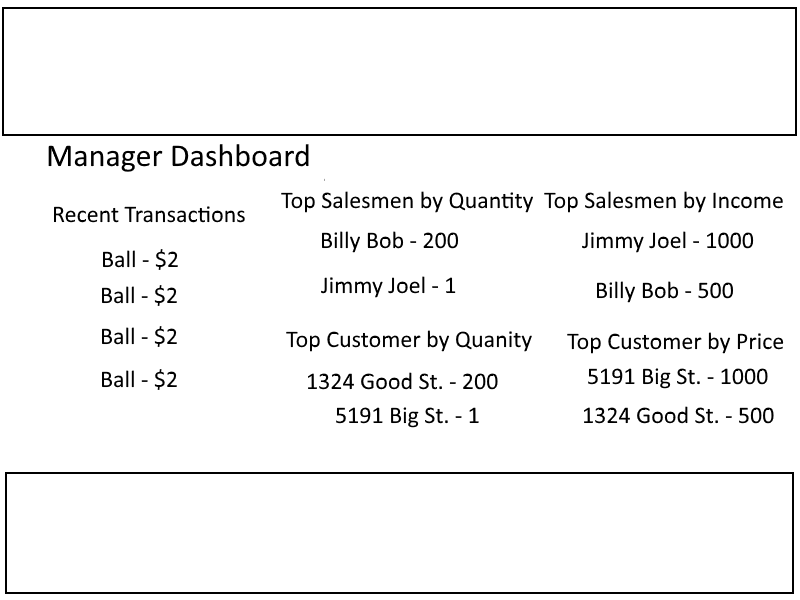 Manager Dashboard
Recent Transactions
Ball - $2
Ball - $2
Ball - $2
Ball - $2
Top Salesmen by Quantity
Billy Bob - 200
Jimmy Joel - 1
Top Salesmen by Income
Jimmy Joel - 1000
Billy Bob - 500
Top Customer by Quanity
1324 Good St. - 200
5191 Big St. - 1
Top Customer by Price
5191 Big St. - 1000
1324 Good St. - 500